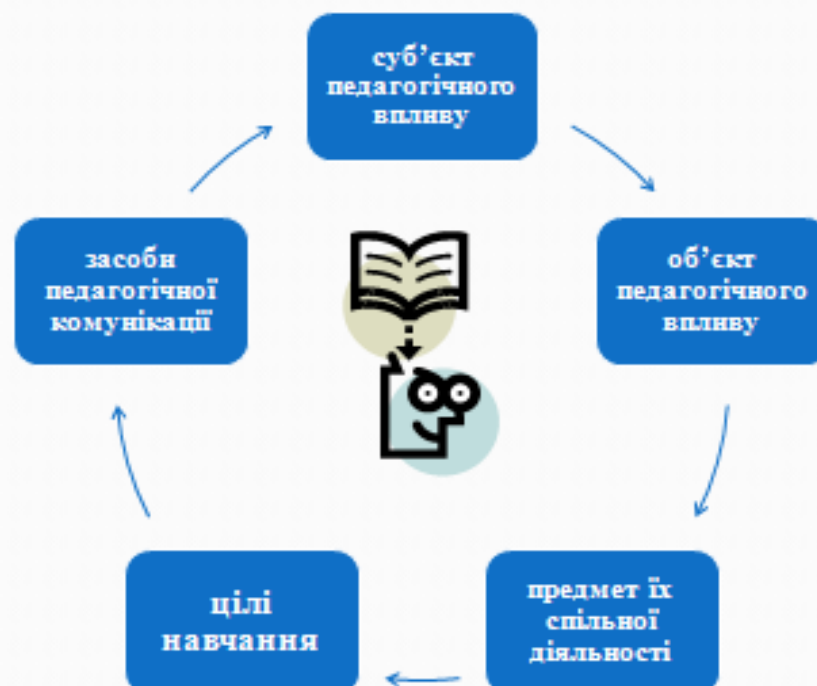 суб’єкт
педагогічного
впливу
об’єкт
педагогічного
впливу
предмет їх
спільної
діяльності
цілі
навчання
засоби
педагогічної
комунікації